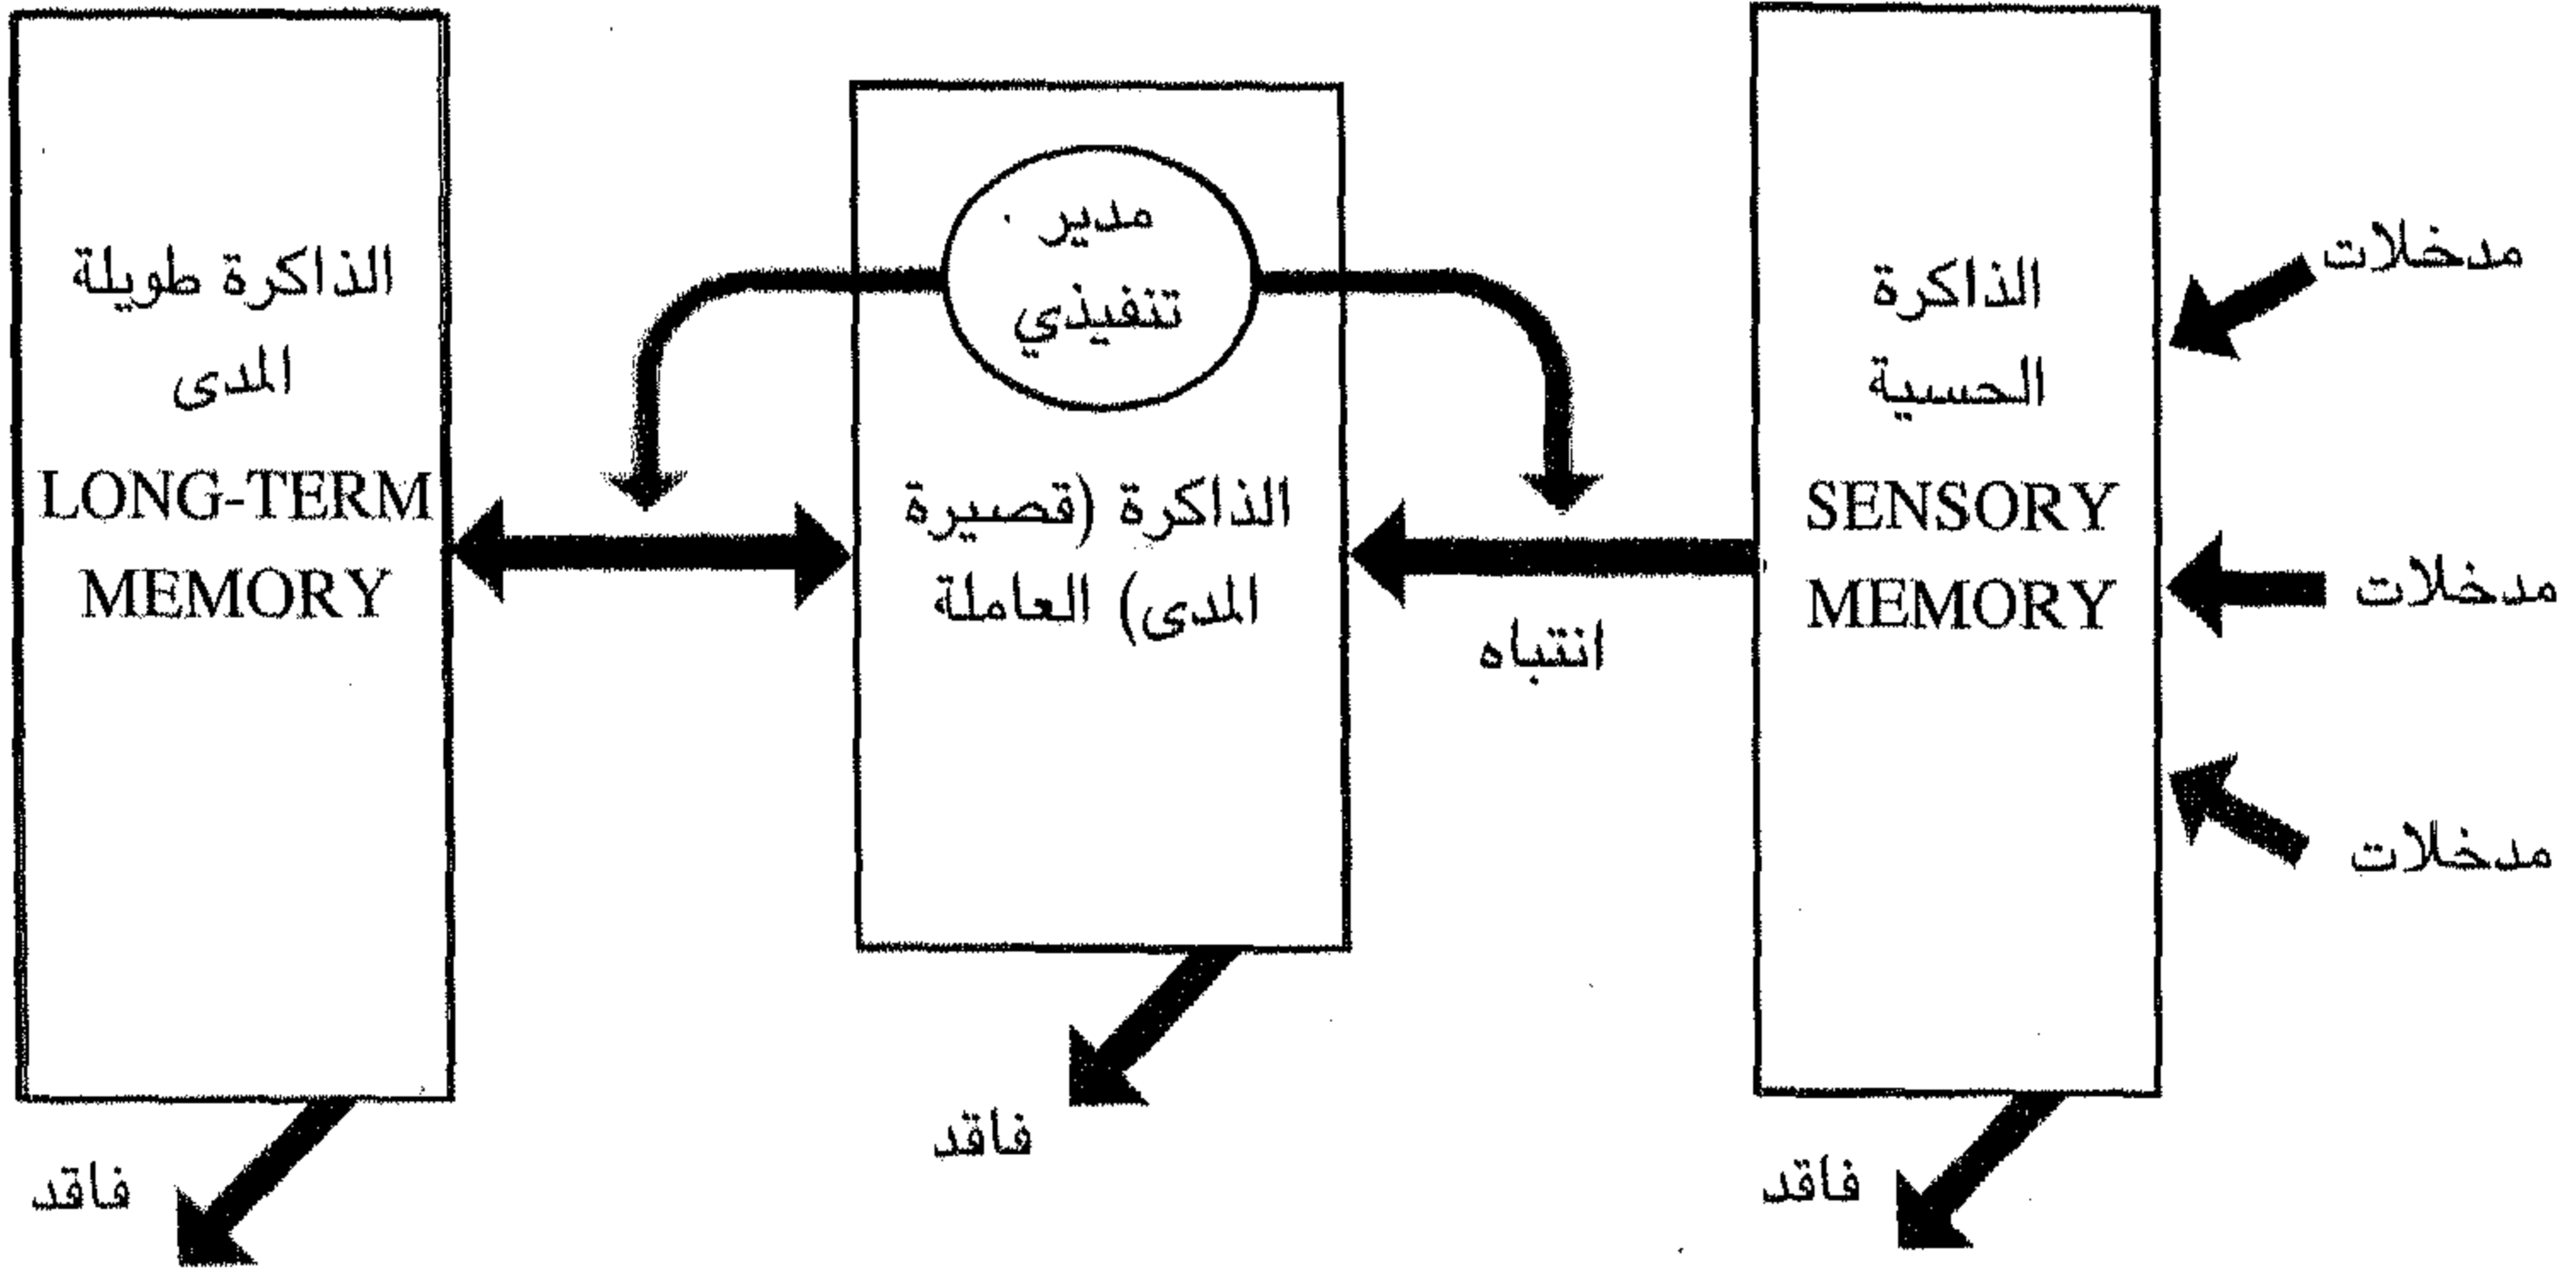 مدخلات
مدخلات
مدخلات
الذاكرة
الحسية
SENSORY
MEMORY
فاقد
انتباه
مدير
تنفيذي
الذاكرة (قصيرة
المدى) العاملة
فاقد
الذاكرة طويلة
المدى
LONG-TERM
MEMORY
فاقد